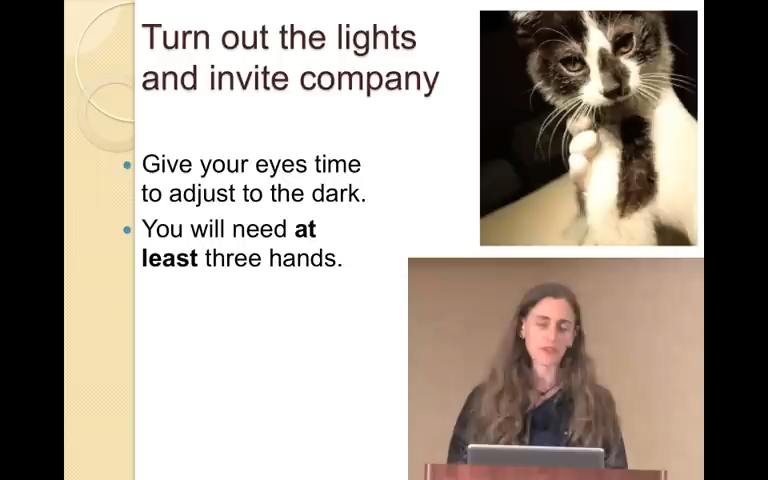 Turn out the lights
and invite company
Give your eyes time
to adjust to the dark.
You will need at
least three hands.